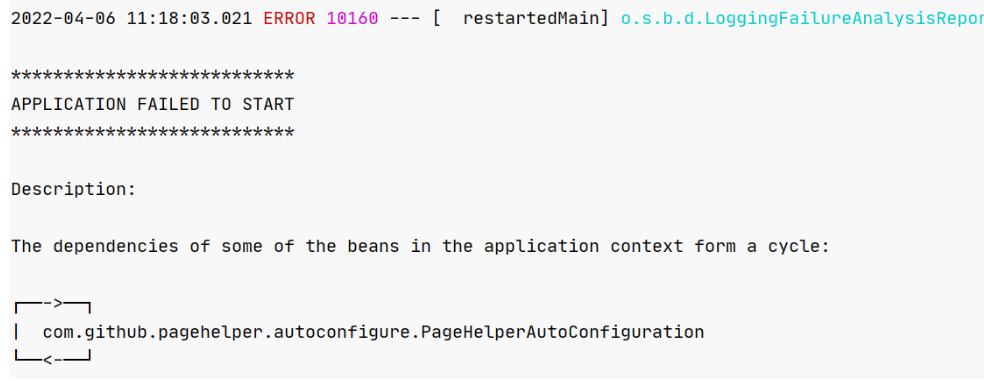 2022-04-06 11:18:03.021 ERROR 10160 --- [  restartedMain] o.s.b.d.LoggingFailureAnalysisRepor
***************************
APPLICATION FAILED TO START
***************************
Description:
The dependencies of some of the beans in the application context form a cycle:
┌──->──┐
|  com.github.pagehelper.autoconfigure.PageHelperAutoConfiguration
└──<-──┘